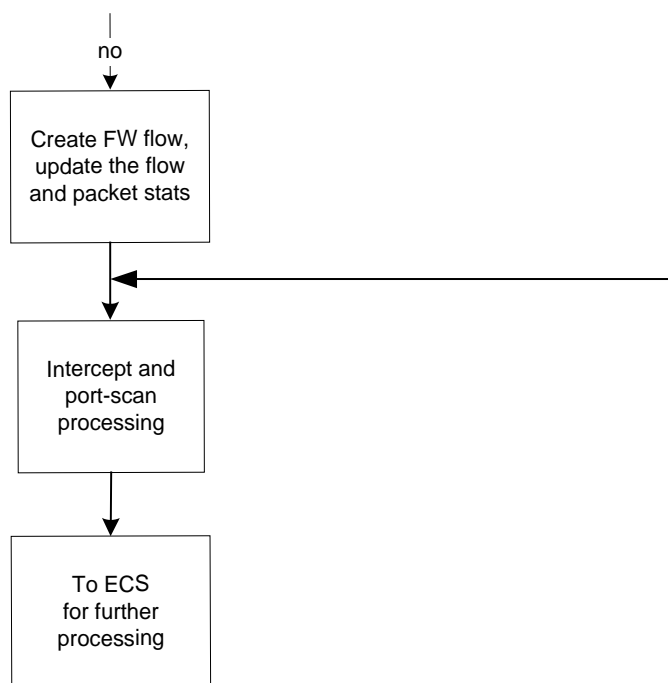 no
Create FW flow,
update the flow
and packet stats
Intercept and
port-scan
processing
To ECS
for further
processing